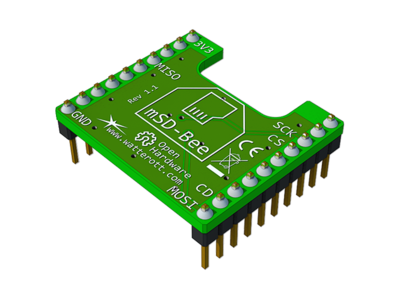 3V3
MISO
Rev 1.1
mSD-Bee
SCK
CS
GND
www.watterott.com
Open
Hardware
CE
CD
MOSI